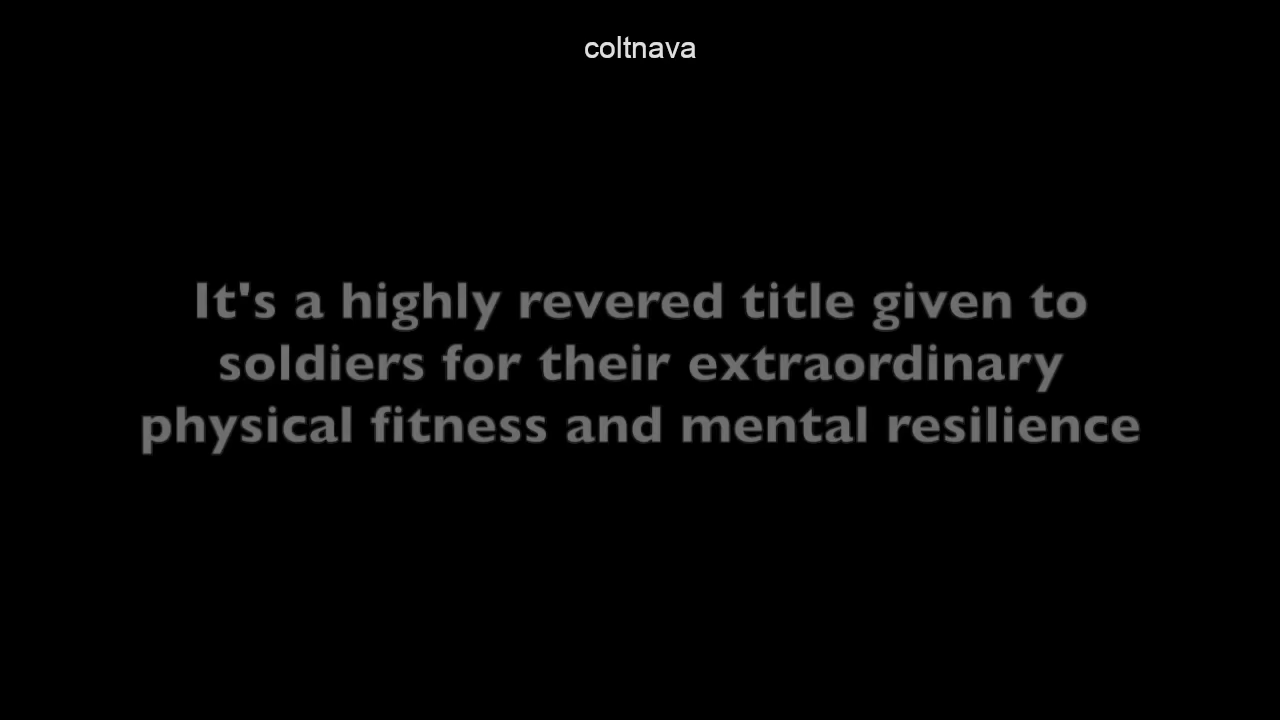 coltnava
It's a highly revered title given to
soldiers for their extraordinary
physical fitness and mental resilience